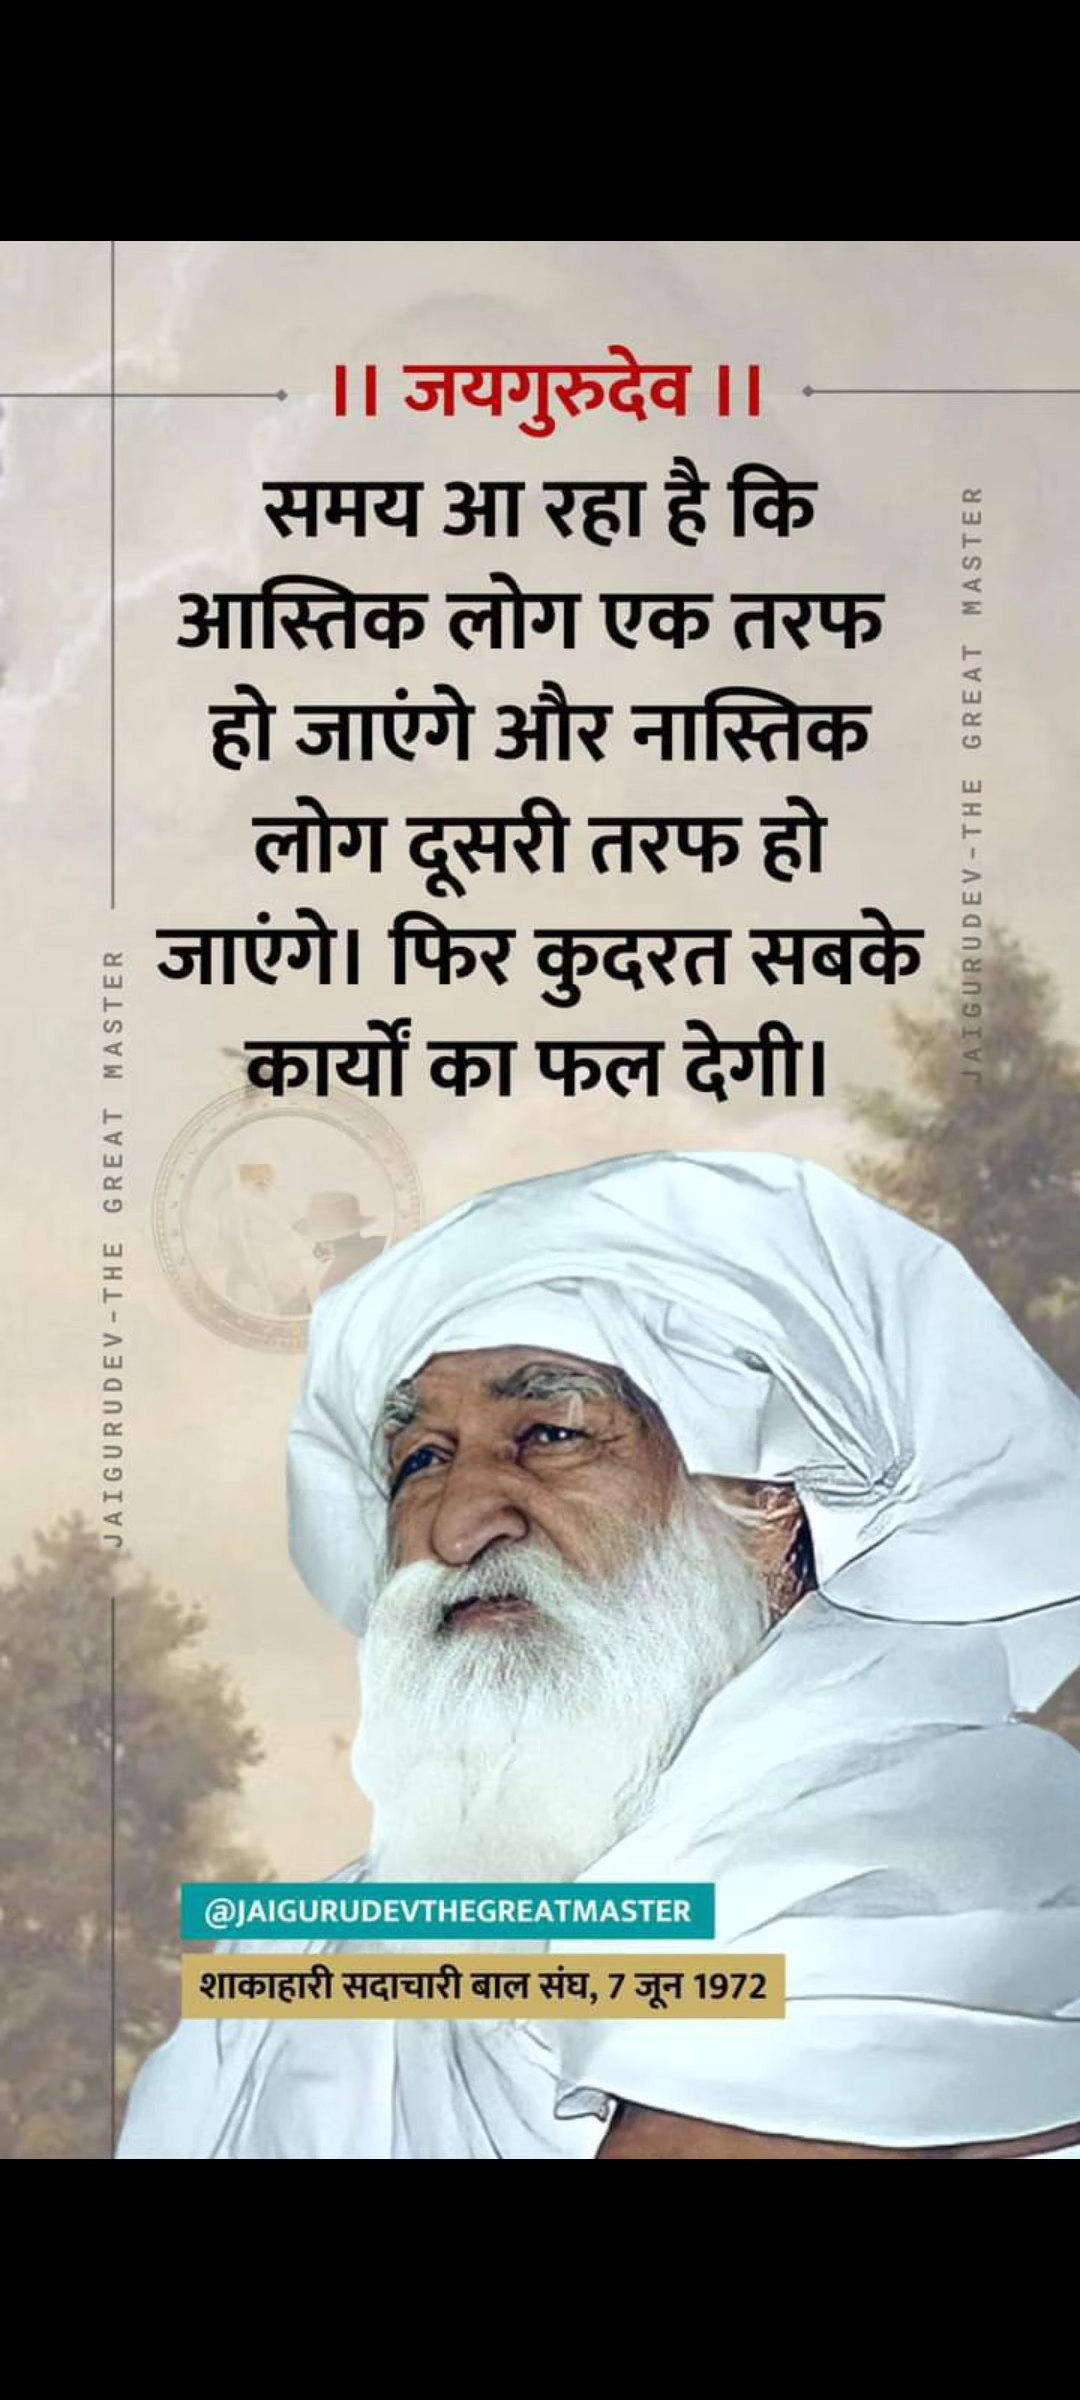 ।। जयगुरुदेव ।।
समय आ रहा है कि
आस्तिक लोग एक तरफ
हो जाएंगे और नास्तिक
लोग दूसरी तरफ हो
जाएंगे। फिर कुदरत सबके
कार्यों का फल देगी।
JAIGURUDEV-THE GREAT MASTER
JAIGURUDEV-THE GREAT MASTER
@JAIGURUDEVTHEGREATMASTER
शाकाहारी सदाचारी बाल संघ, 7 जून 1972